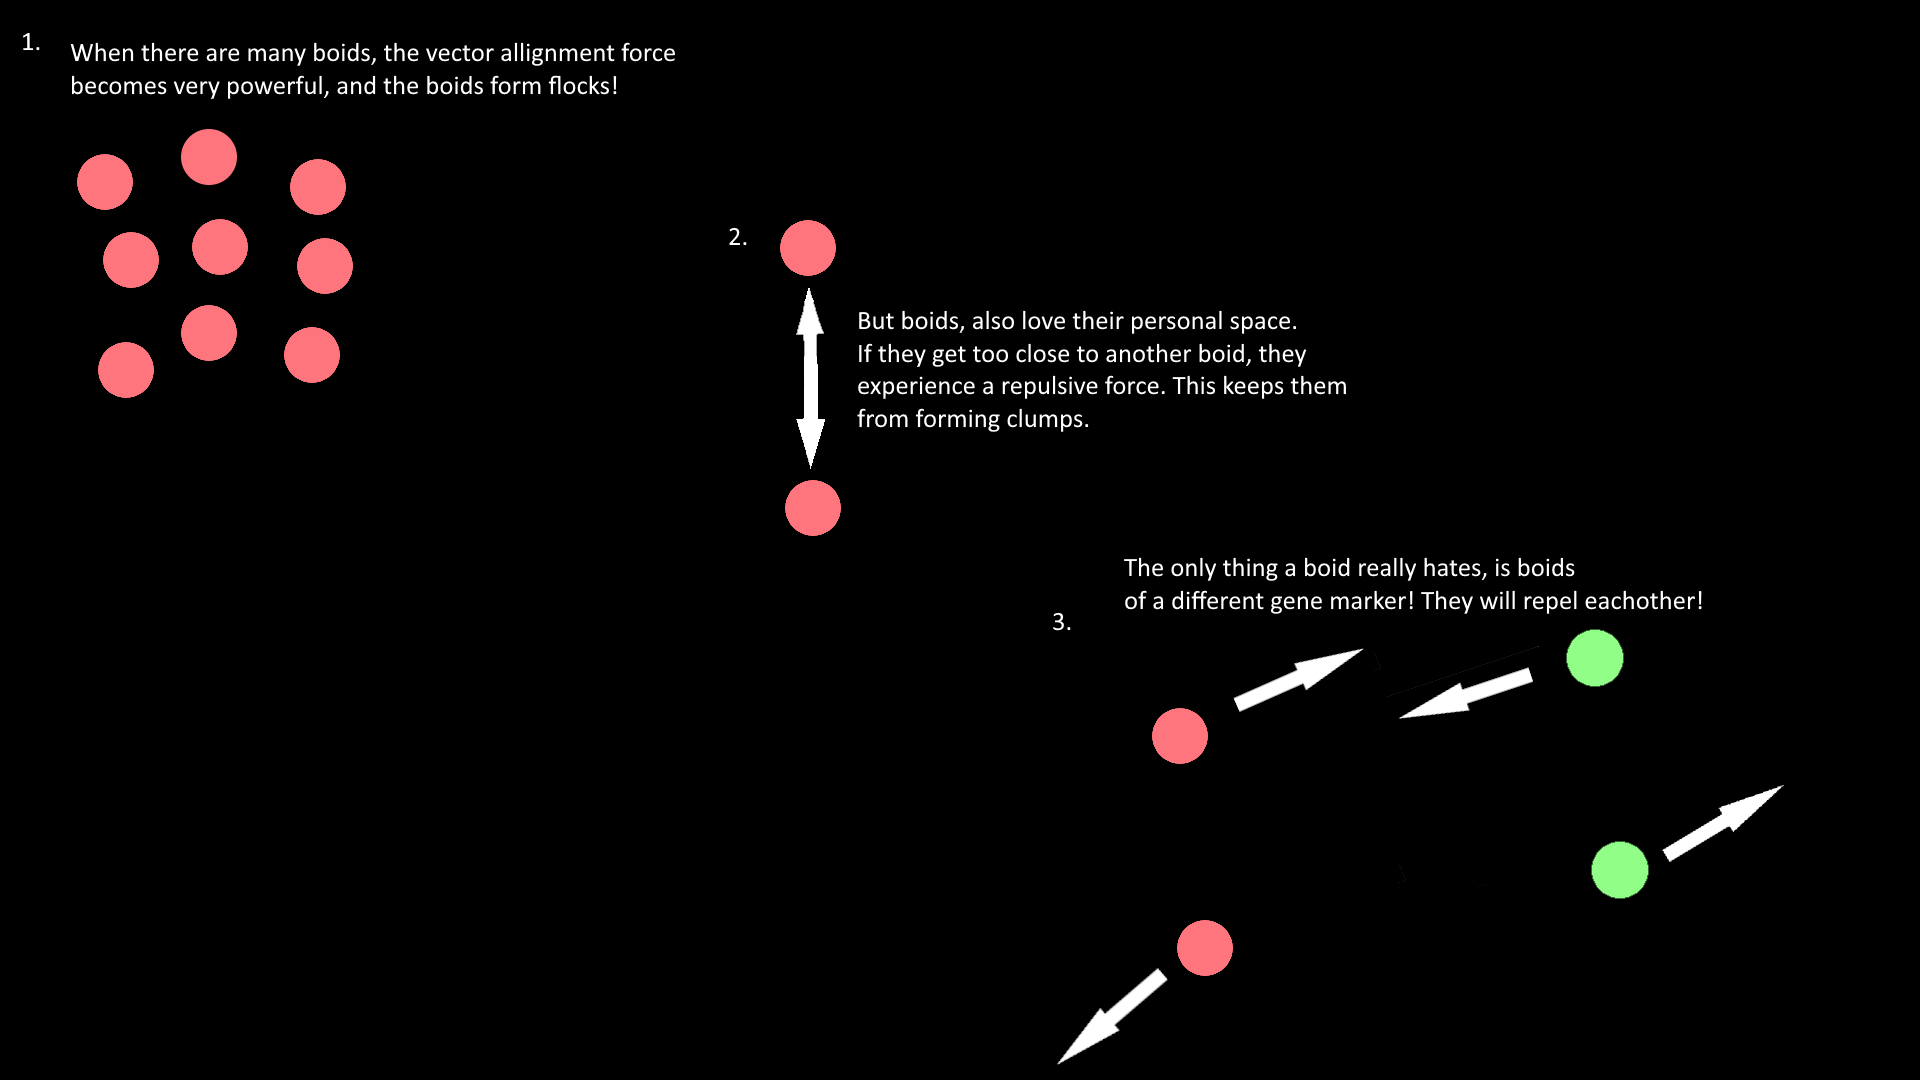 1.
When there are many boids, the vector allignment force
becomes very powerful, and the boids form flocks!
2.
But boids, also love their personal space.
If they get too close to another boid, they
experience a repulsive force. This keeps them
from forming clumps.
3.
The only thing a boid really hates, is boids
of a different gene marker! They will repel eachother!